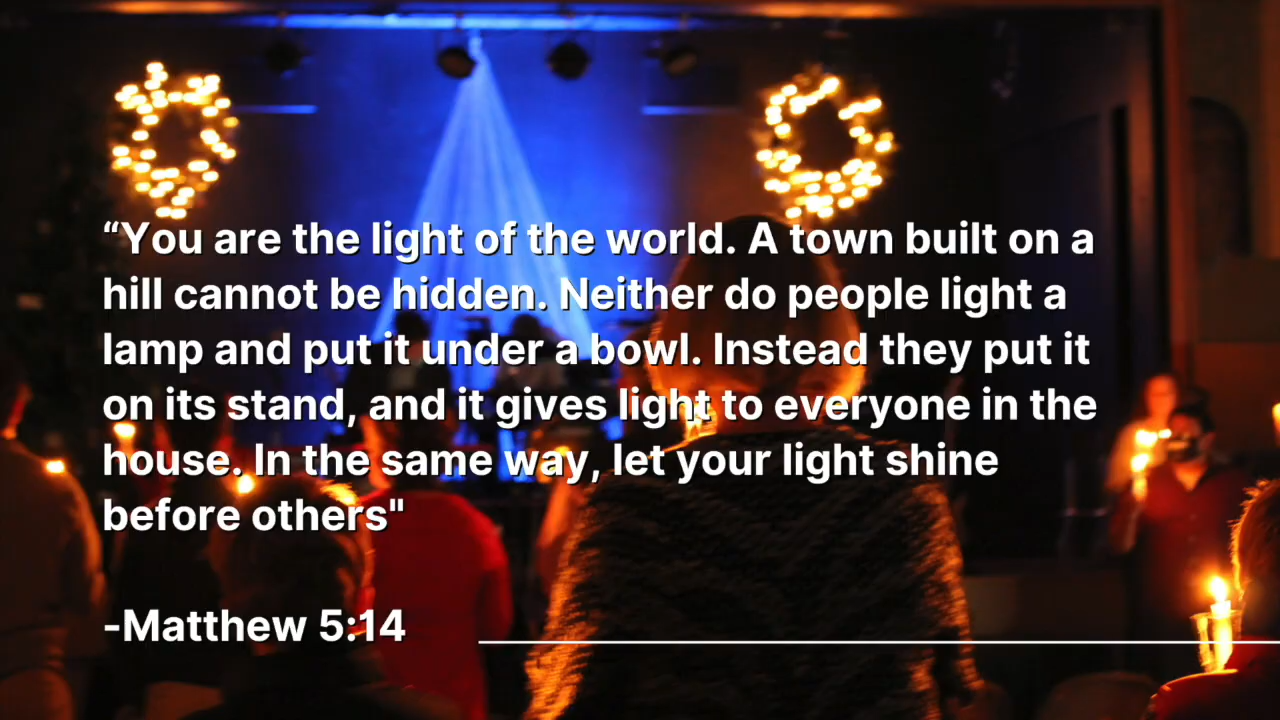 “You are the light of the world. A town built on a
hill cannot be hidden. Neither do people light a
lamp and put it under a bowl. Instead they put it
on its stand, and it gives light to everyone in the
house. In the same way, let your light shine
before others"
-Matthew 5:14